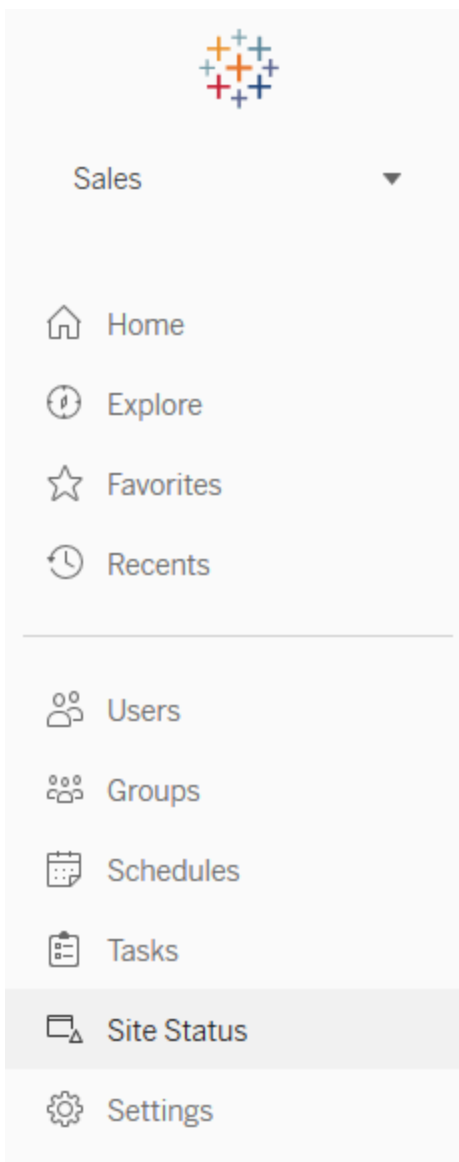 Sales
Home
Explore
Favorites
Recents
Users
Groups
Schedules
Tasks
Site Status
Settings